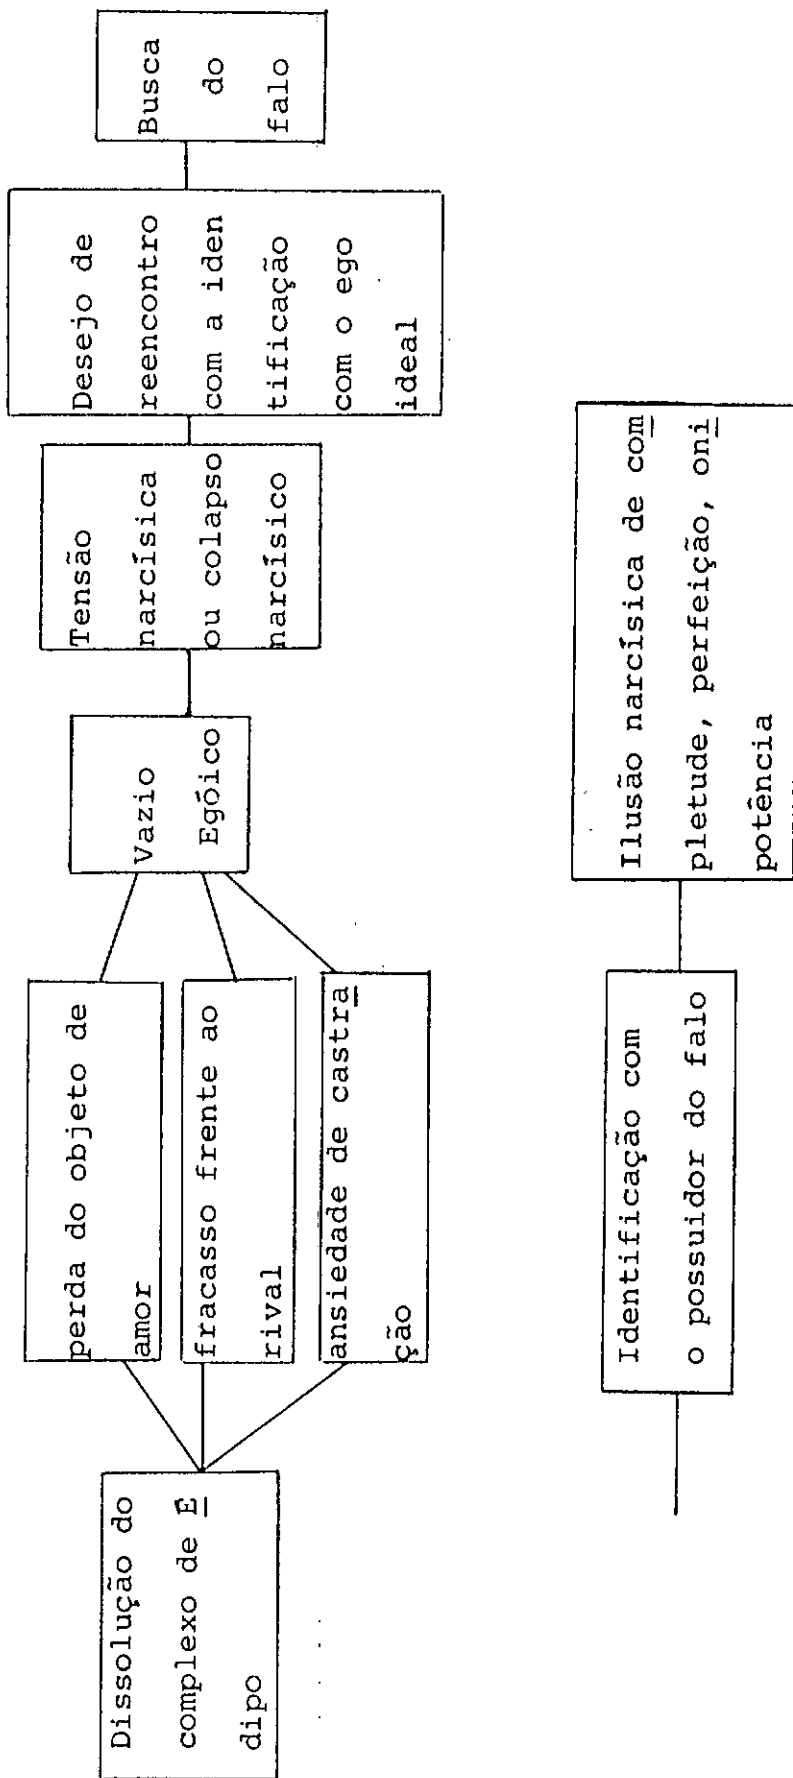 Dissolução do
complexo de É
dipo
perda do objeto de
amor
fracasso frente ao
rival
ansiedade de castra
ção
Vazio
Egóico
Tensão
narcísica
ou colapso
narcísico
Desejo de
reencontro
com a iden
tificação
com o ego
ideal
Busca
do
falo
Identificação com
o possuidor do falo
Ilusão narcísica de com
pletude, perfeição, oni
potência